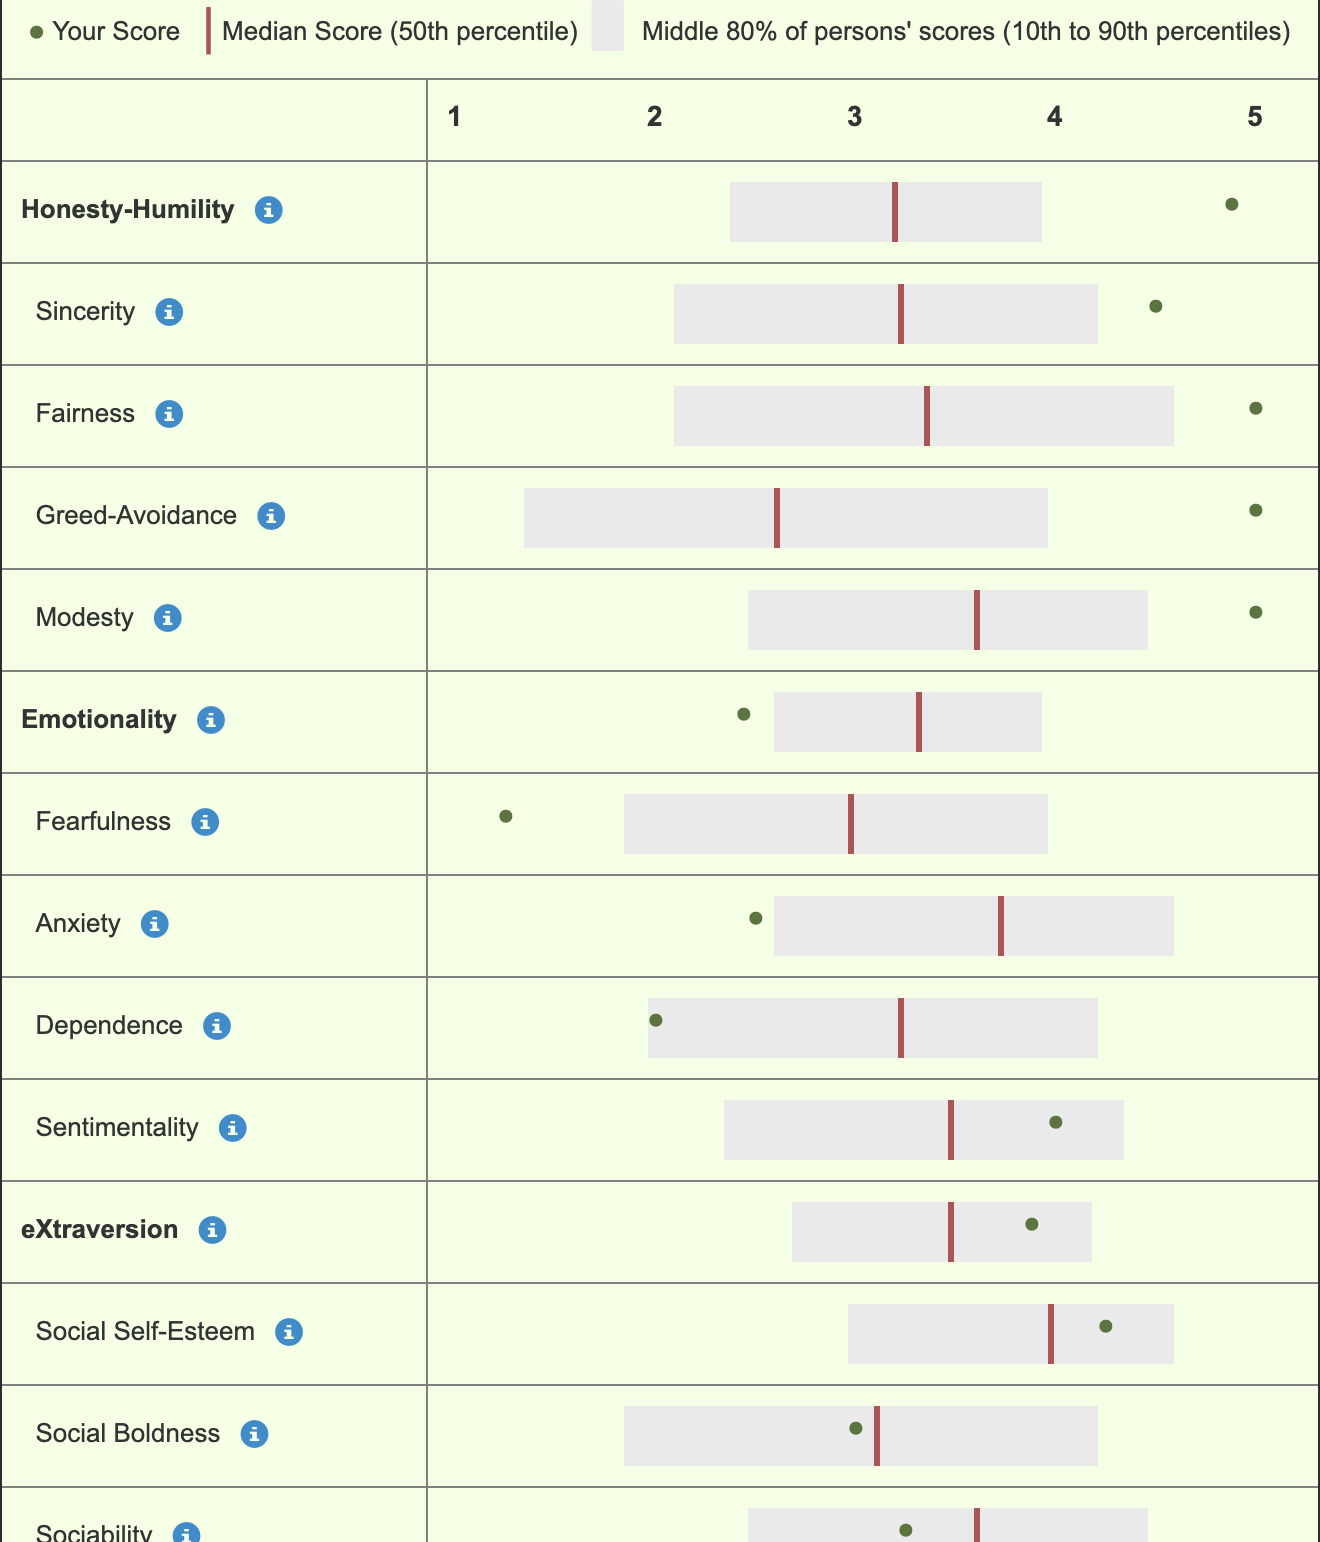 Your Score Median Score (50th percentile) Middle 80% of persons' scores (10th to 90th percentiles)
1 2 3 4 5
Honesty-Humility i
Sincerity i
Fairness i
Greed-Avoidance i
Modesty i
Emotionality i
Fearfulness i
Anxiety i
Dependence i
Sentimentality i
eXtraversion i
Social Self-Esteem i
Social Boldness i
Sociability i